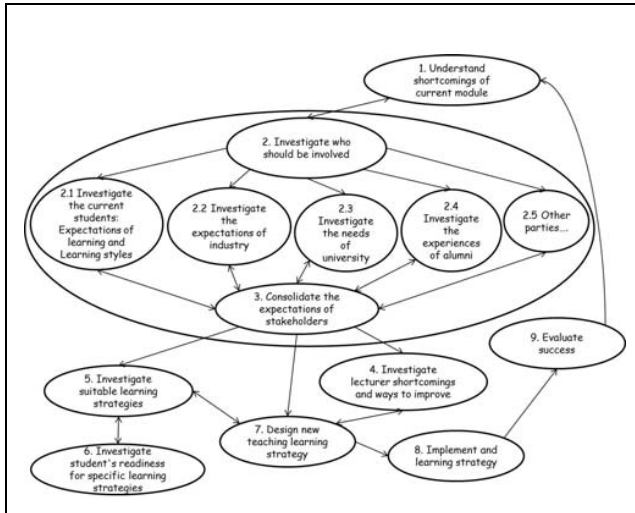 1. Understand
shortcomings of
current module
2. Investigate who
should be involved
2.1 Investigate
the current
students:
Expectations of
learning and
Learning styles
2.2 Investigate
the
expectations of
industry
2.3
Investigate
the needs
of
university
2.4
Investigate
the
experiences
of alumni
2.5 Other
parties....
3. Consolidate the
expectations of
stakeholders
9. Evaluate
success
4. Investigate
lecturer shortcomings
and ways to improve
5. Investigate
suitable learning
strategies
7. Design new
teaching learning
strategy
8. Implement and
learning strategy
6. Investigate
student's readiness
for specific learning
strategies